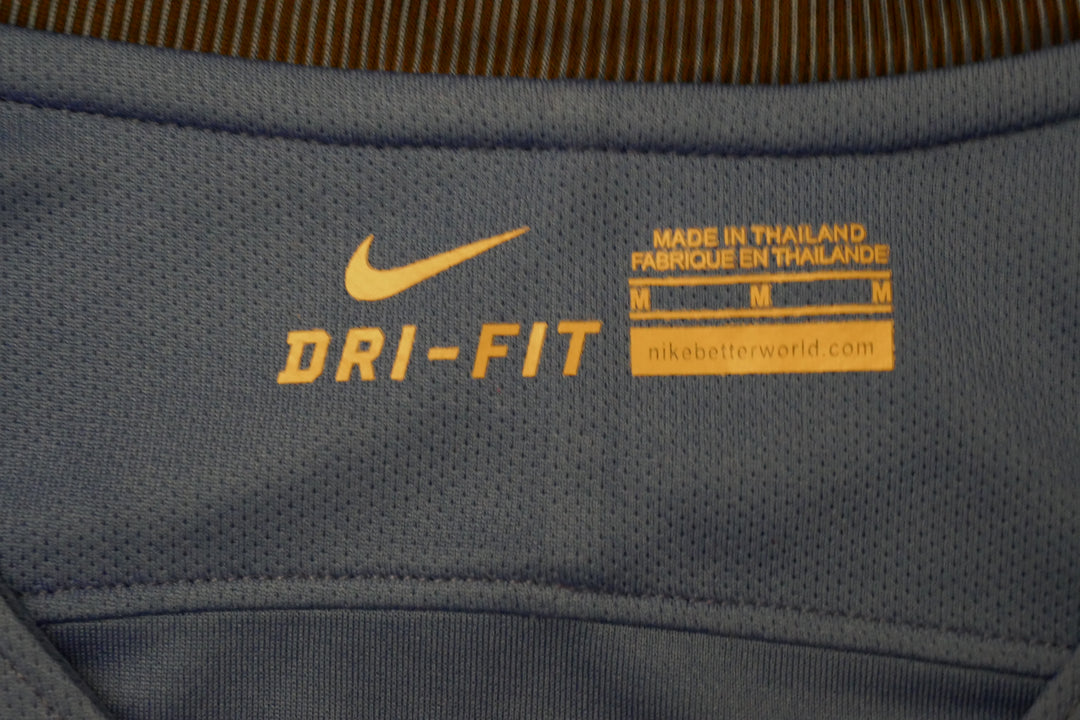 DRI-FIT
MADE IN THAILAND
FABRIQUE EN THAILANDE
M M M
nikebetterworld.com